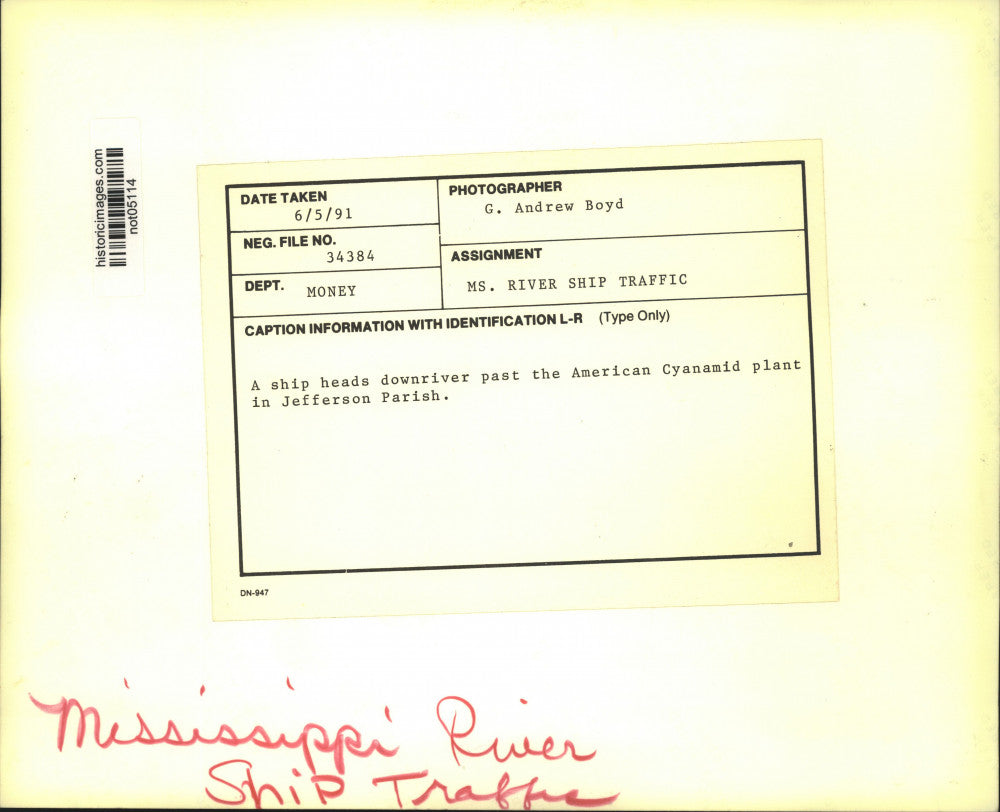 historicimages.com
not05114
DATE TAKEN
6/5/91
PHOTOGRAPHER
G. Andrew Boyd
NEG. FILE NO.
34384
ASSIGNMENT
MS. RIVER SHIP TRAFFIC
DEPT. MONEY
CAPTION INFORMATION WITH IDENTIFICATION L-R (Type Only)
A ship heads downriver past the American Cyanamid plant
in Jefferson Parish.
DN-947
Mississippi River
Ship Traffic